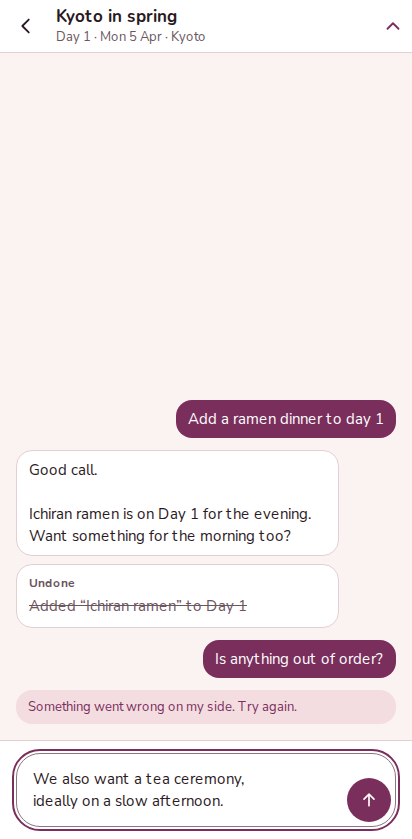 Kyoto in spring
Day 1 · Mon 5 Apr · Kyoto
Add a ramen dinner to day 1
Good call.
Ichiran ramen is on Day 1 for the evening.
Want something for the morning too?
Undone
Added “Ichiran ramen” to Day 1
Is anything out of order?
Something went wrong on my side. Try again.
We also want a tea ceremony,
ideally on a slow afternoon.